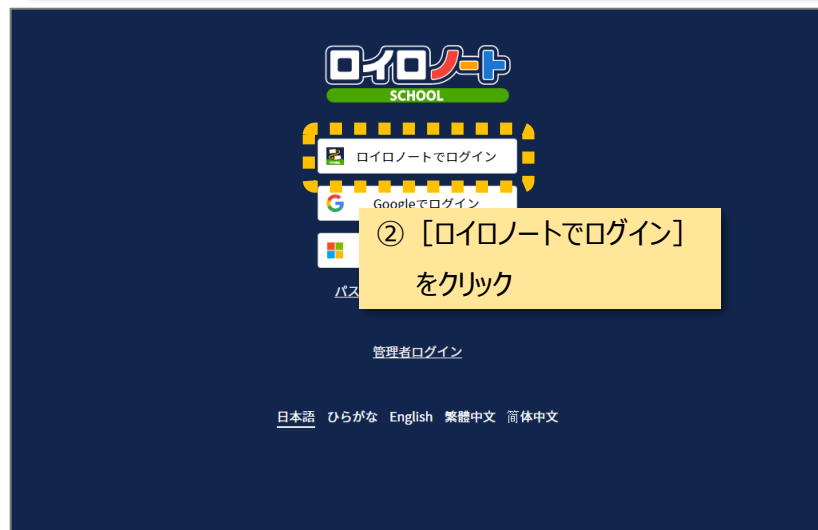 ロイロノート
SCHOOL
ロイロノートでログイン
Googleでログイン
②［ロイロノートでログイン］
をクリック
パス
管理者ログイン
日本語 ひらがな English 繁體中文 简体中文